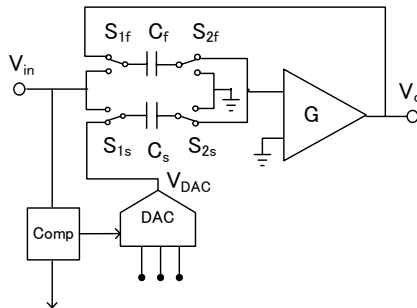 S1f Cf S2f
Vin
Vo
G
S1s Cs S2s
VDAC
DAC
Comp